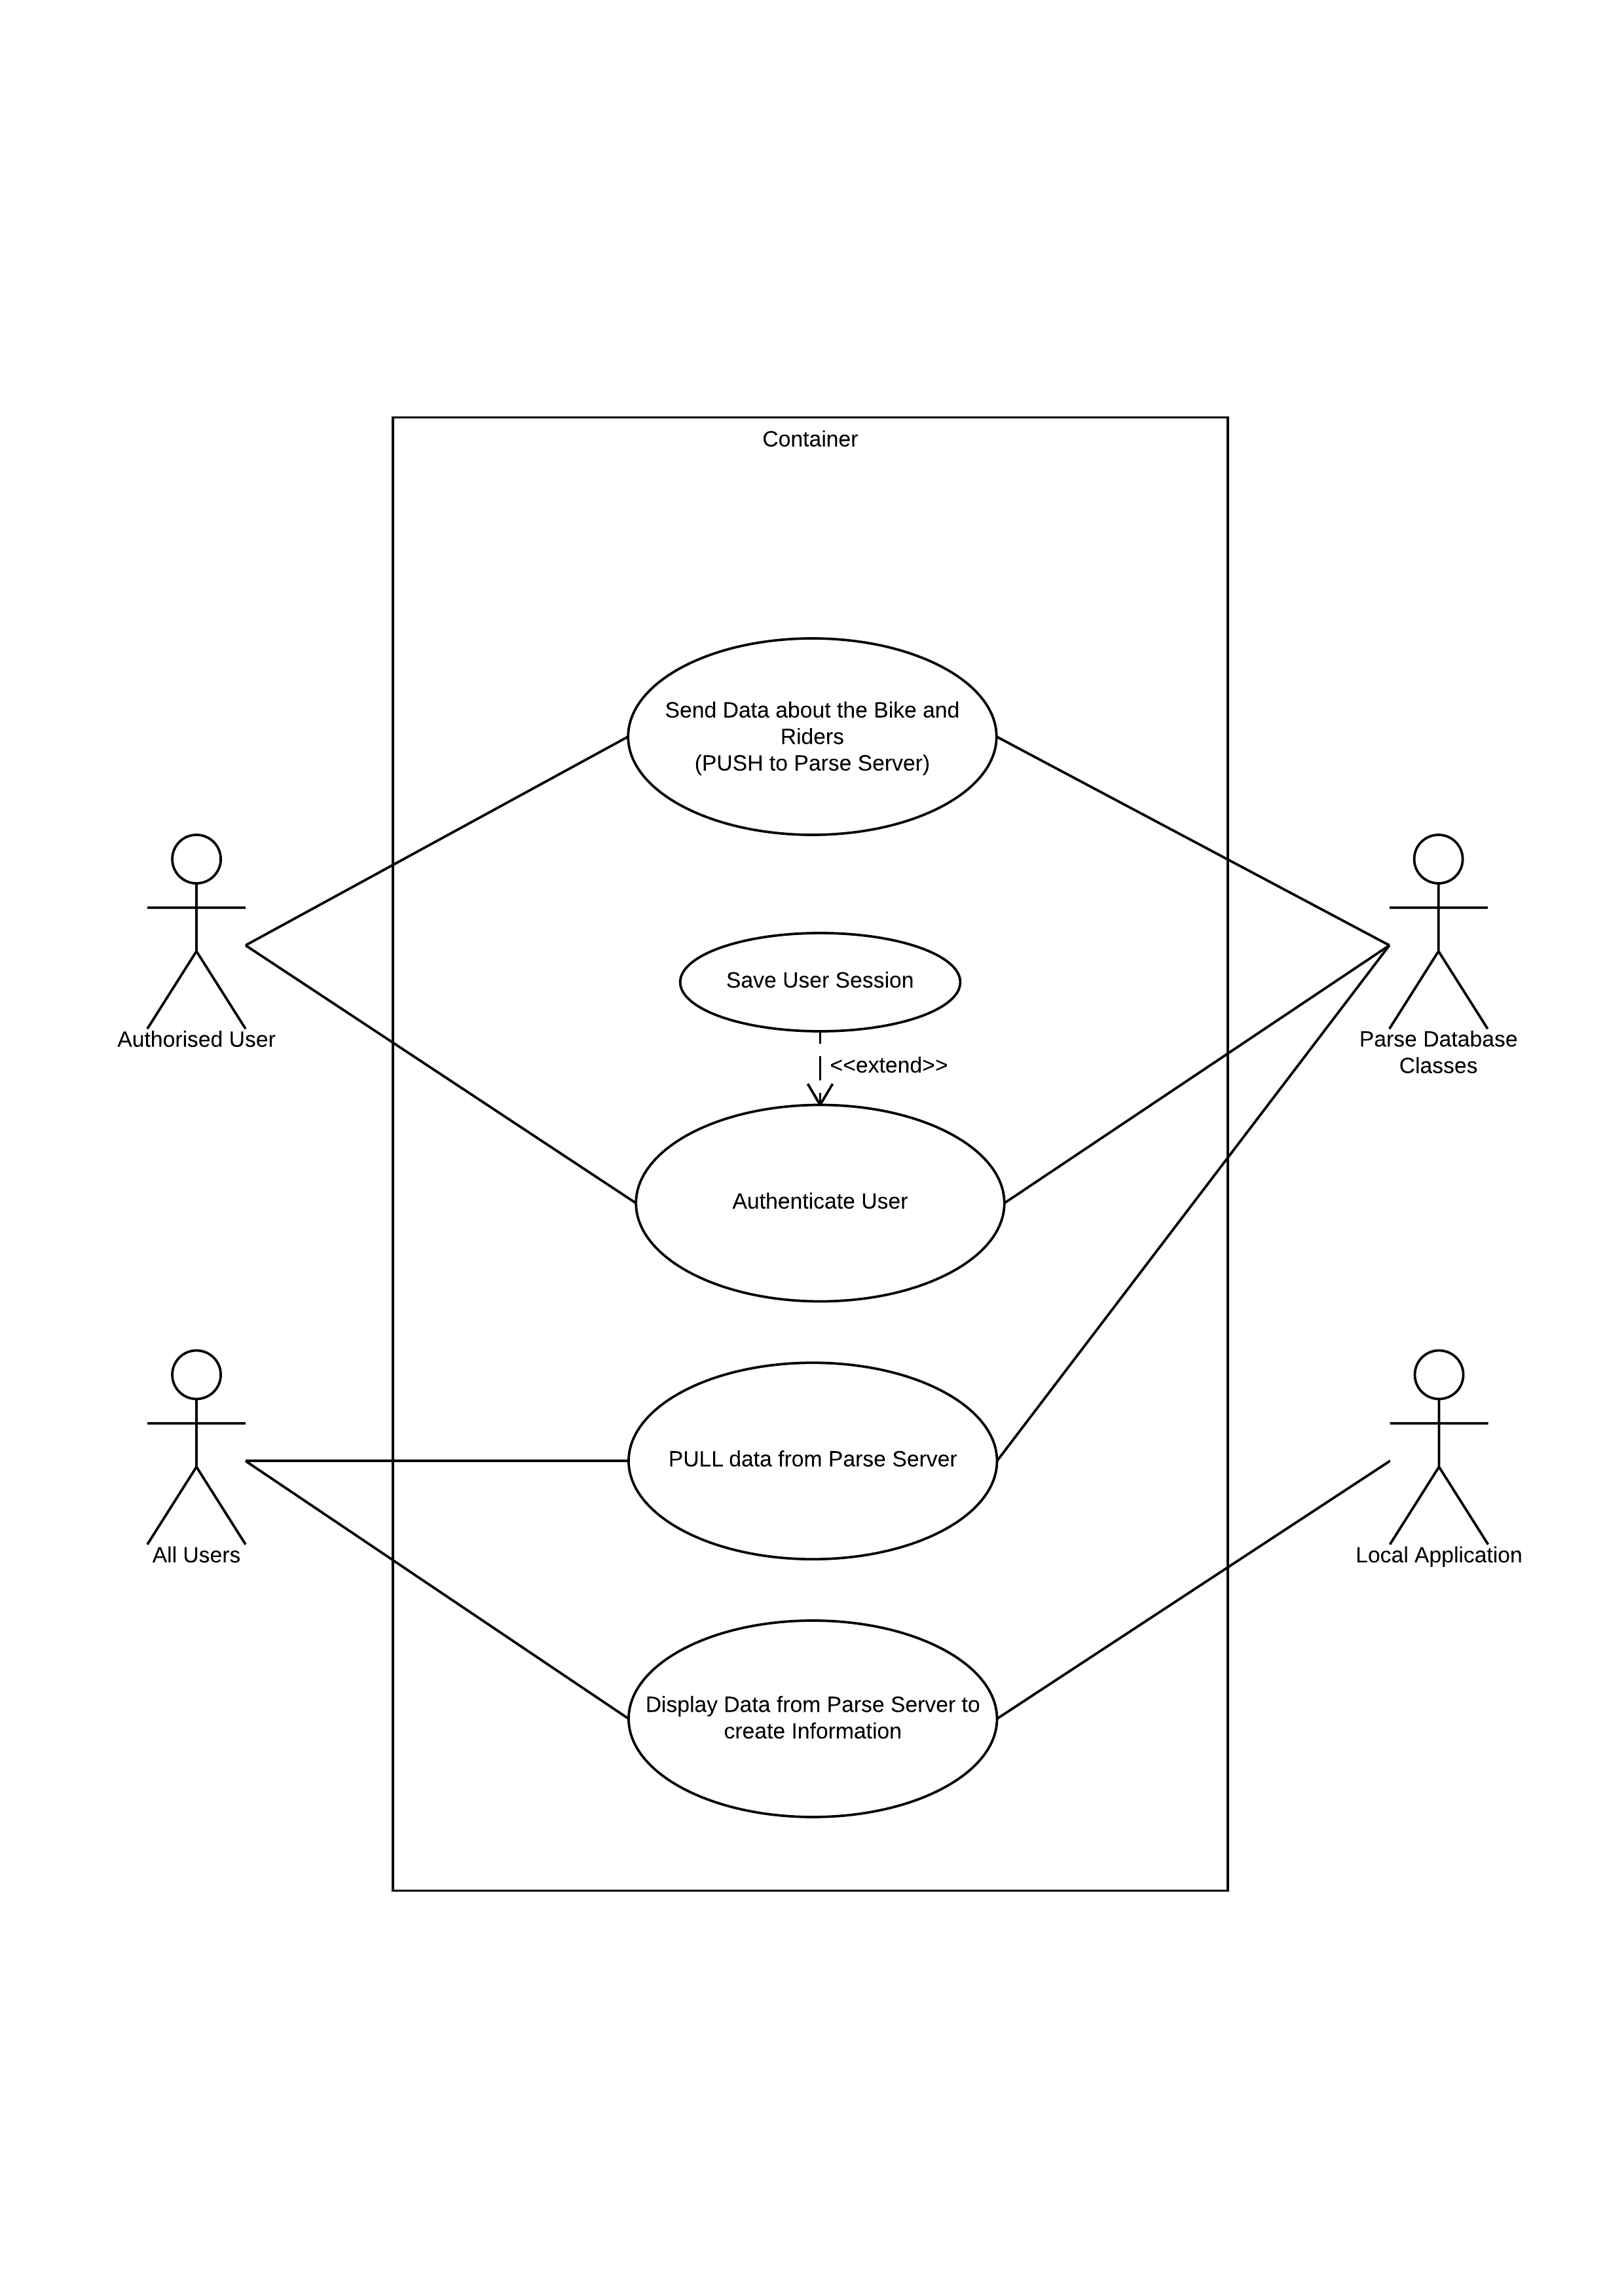 Container
Send Data about the Bike and
Riders
(PUSH to Parse Server)
Save User Session
<<extend>>
Authorised User
Parse Database
Classes
Authenticate User
PULL data from Parse Server
All Users
Local Application
Display Data from Parse Server to
create Information